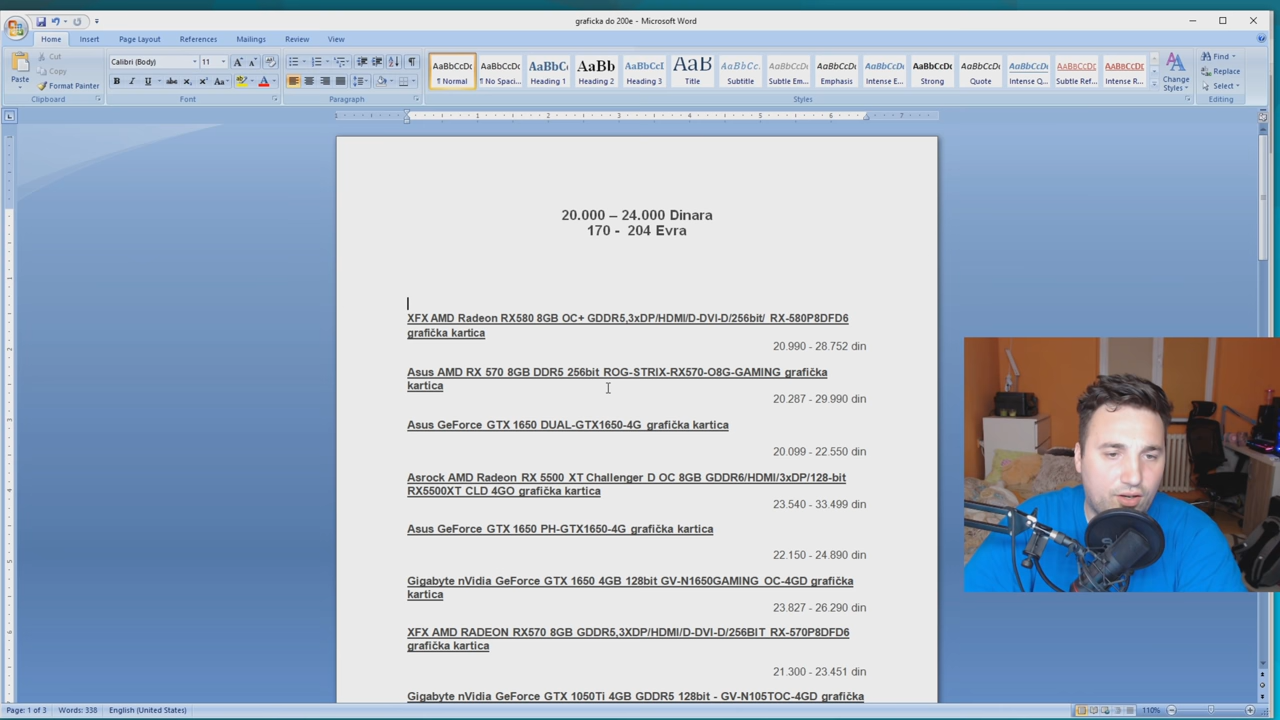 graficka do 200e - Microsoft Word
Home Insert Page Layout References Mailings Review View
Paste
Cut
Copy
Format Painter
Clipboard
Calibri (Body) 11
Font
Paragraph
AaBbCcDc AaBbCcDc AaBbC AaBbCc AaBbCcI AaBbCcDc AaBbCcDc AaBbCcDc AaBbCcDc AaBbCcDc
¶ Normal ¶ No Spaci... Heading 1 Heading 2 Heading 3 Title Subtitle Subtle Em... Emphasis Intense E... Strong Quote Intense Q... Subtle Ref... Intense R...
Styles
Change Styles
Find
Replace
Select
Editing
20.000 – 24.000 Dinara
170 - 204 Evra
XFX AMD Radeon RX580 8GB OC+ GDDR5,3xDP/HDMI/D-DVI-D/256bit/ RX-580P8DFD6
grafička kartica
20.990 - 28.752 din
Asus AMD RX 570 8GB DDR5 256bit ROG-STRIX-RX570-O8G-GAMING grafička
kartica
20.287 - 29.990 din
Asus GeForce GTX 1650 DUAL-GTX1650-4G grafička kartica
20.099 - 22.550 din
Asrock AMD Radeon RX 5500 XT Challenger D OC 8GB GDDR6/HDMI/3xDP/128-bit
RX5500XT CLD 4GO grafička kartica
23.540 - 33.499 din
Asus GeForce GTX 1650 PH-GTX1650-4G grafička kartica
22.150 - 24.890 din
Gigabyte nVidia GeForce GTX 1650 4GB 128bit GV-N1650GAMING OC-4GD grafička
kartica
23.827 - 26.290 din
XFX AMD RADEON RX570 8GB GDDR5,3XDP/HDMI/D-DVI-D/256BIT RX-570P8DFD6
grafička kartica
21.300 - 23.451 din
Gigabyte nVidia GeForce GTX 1050Ti 4GB GDDR5 128bit - GV-N105TOC-4GD grafička
Page: 1 of 3 Words: 338 English (United States) 110%